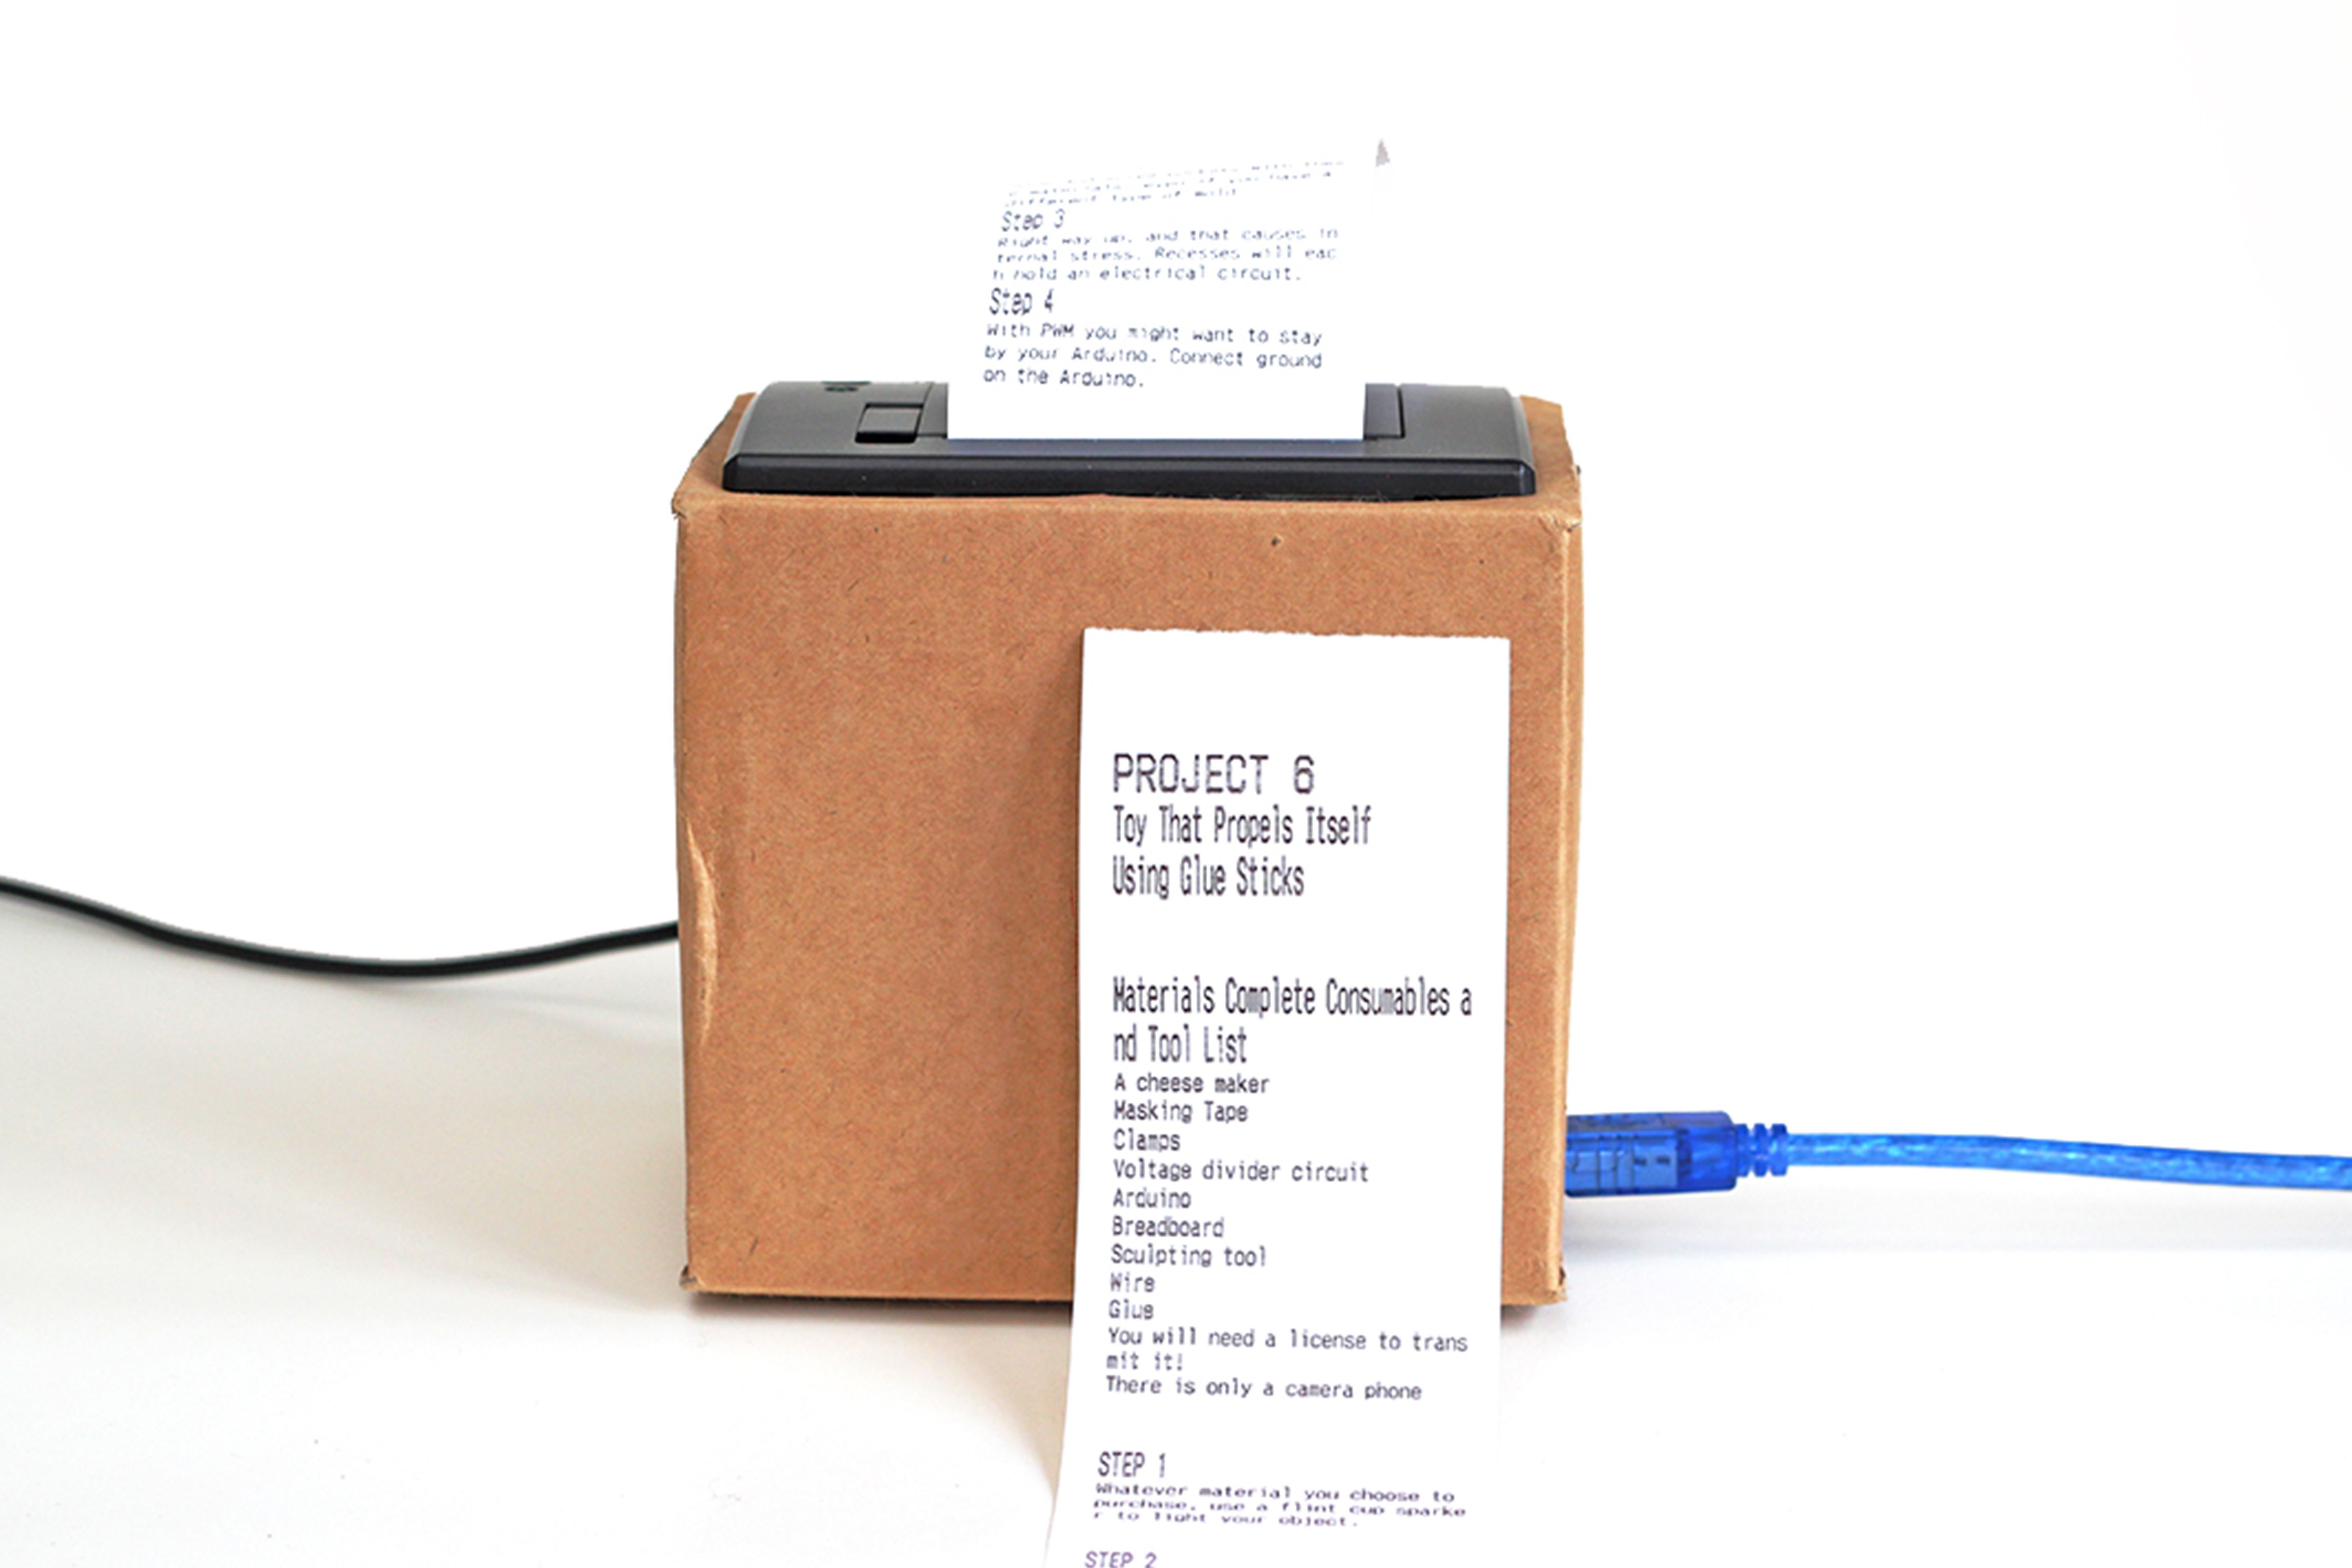 different type of mold
Step 3
Right way up, and that causes in
ternal stress. Recesses will eac
h hold an electrical circuit.
Step 4
With PWM you might want to stay
by your Arduino. Connect ground
on the Arduino.
PROJECT 6
Toy That Propels Itself
Using Glue Sticks
Materials Complete Consumables a
nd Tool List
A cheese maker
Masking Tape
Clamps
Voltage divider circuit
Arduino
Breadboard
Sculpting tool
Wire
Glue
You will need a license to trans
mit it!
There is only a camera phone
STEP 1
Whatever material you choose to
purchase, use a flint cup sparke
r to light your object.
STEP 2